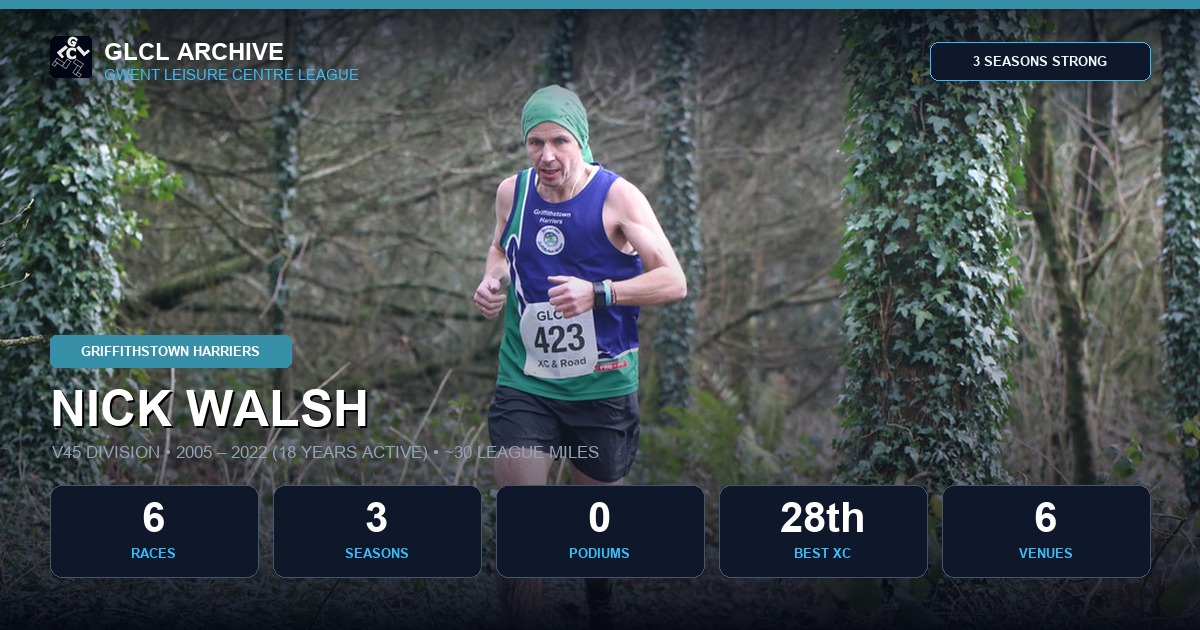 GLCL ARCHIVE
GWENT LEISURE CENTRE LEAGUE
3 SEASONS STRONG
Griffithstown
Harriers
GLC
423
XC & Road
GRIFFITHSTOWN HARRIERS
NICK WALSH
V45 DIVISION • 2005 – 2022 (18 YEARS ACTIVE) • ~30 LEAGUE MILES
6
RACES
3
SEASONS
0
PODIUMS
28th
BEST XC
6
VENUES